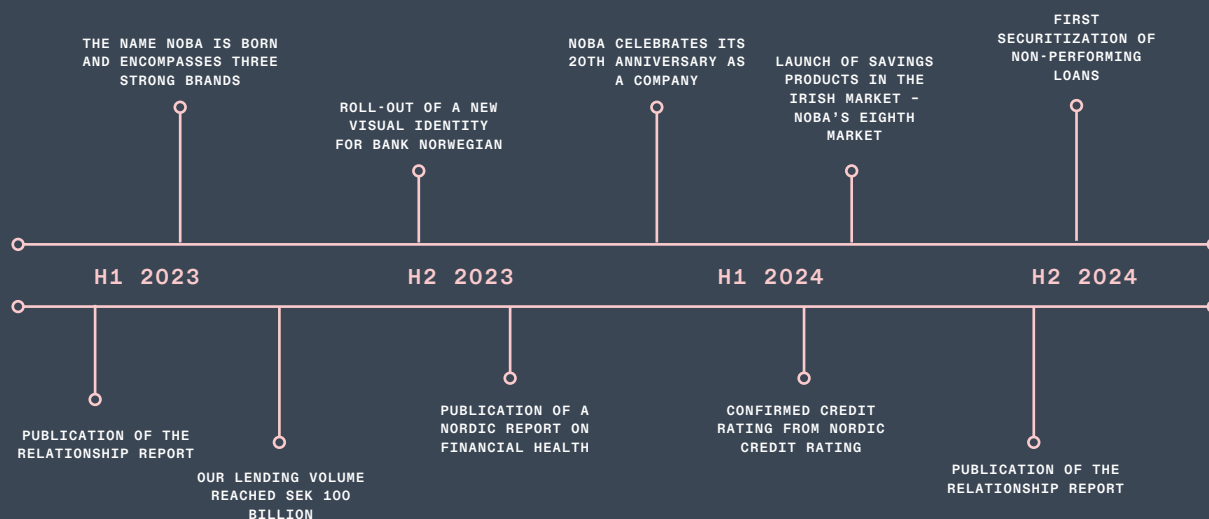 THE NAME NOBA IS BORN
AND ENCOMPASSES THREE
STRONG BRANDS
ROLL-OUT OF A NEW
VISUAL IDENTITY
FOR BANK NORWEGIAN
NOBA CELEBRATES ITS
20TH ANNIVERSARY AS
A COMPANY
LAUNCH OF SAVINGS
PRODUCTS IN THE
IRISH MARKET –
NOBA'S EIGHTH
MARKET
FIRST
SECURITIZATION OF
NON-PERFORMING
LOANS
H1 2023
H2 2023
H1 2024
H2 2024
PUBLICATION OF THE
RELATIONSHIP REPORT
OUR LENDING VOLUME
REACHED SEK 100
BILLION
PUBLICATION OF A
NORDIC REPORT ON
FINANCIAL HEALTH
CONFIRMED CREDIT
RATING FROM NORDIC
CREDIT RATING
PUBLICATION OF THE
RELATIONSHIP REPORT